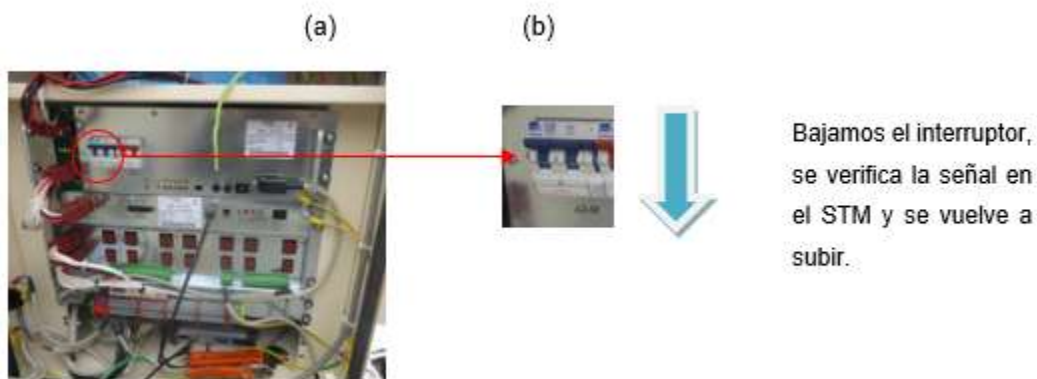 (a) (b)
Bajamos el interruptor,
se verifica la señal en
el STM y se vuelve a
subir.